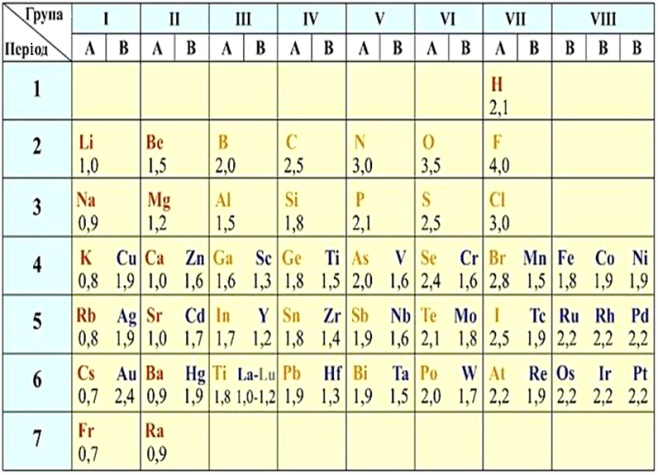 Група I II III IV V VI VII VIII
Період A B A B A B A B A B A B A B B B B
1 H
2,1
2 Li Be B C N O F
1,0 1,5 2,0 2,5 3,0 3,5 4,0
3 Na Mg Al Si P S Cl
0,9 1,2 1,5 1,8 2,1 2,5 3,0
4 K Cu Ca Zn Ga Sc Ge Ti As V Se Cr Br Mn Fe Co Ni
0,8 1,9 1,0 1,6 1,6 1,3 1,8 1,5 2,0 1,6 2,4 1,6 2,8 1,5 1,8 1,9 1,9
5 Rb Ag Sr Cd In Y Sn Zr Sb Nb Te Mo I Tc Ru Rh Pd
0,8 1,9 1,0 1,7 1,7 1,2 1,8 1,4 1,9 1,6 2,1 1,8 2,5 1,9 2,2 2,2 2,2
6 Cs Au Ba Hg Ti La-Lu Pb Hf Bi Ta Po W At Re Os Ir Pt
0,7 2,4 0,9 1,9 1,8 1,0-1,2 1,9 1,3 1,9 1,5 2,0 1,7 2,2 1,9 2,2 2,2 2,2
7 Fr Ra
0,7 0,9